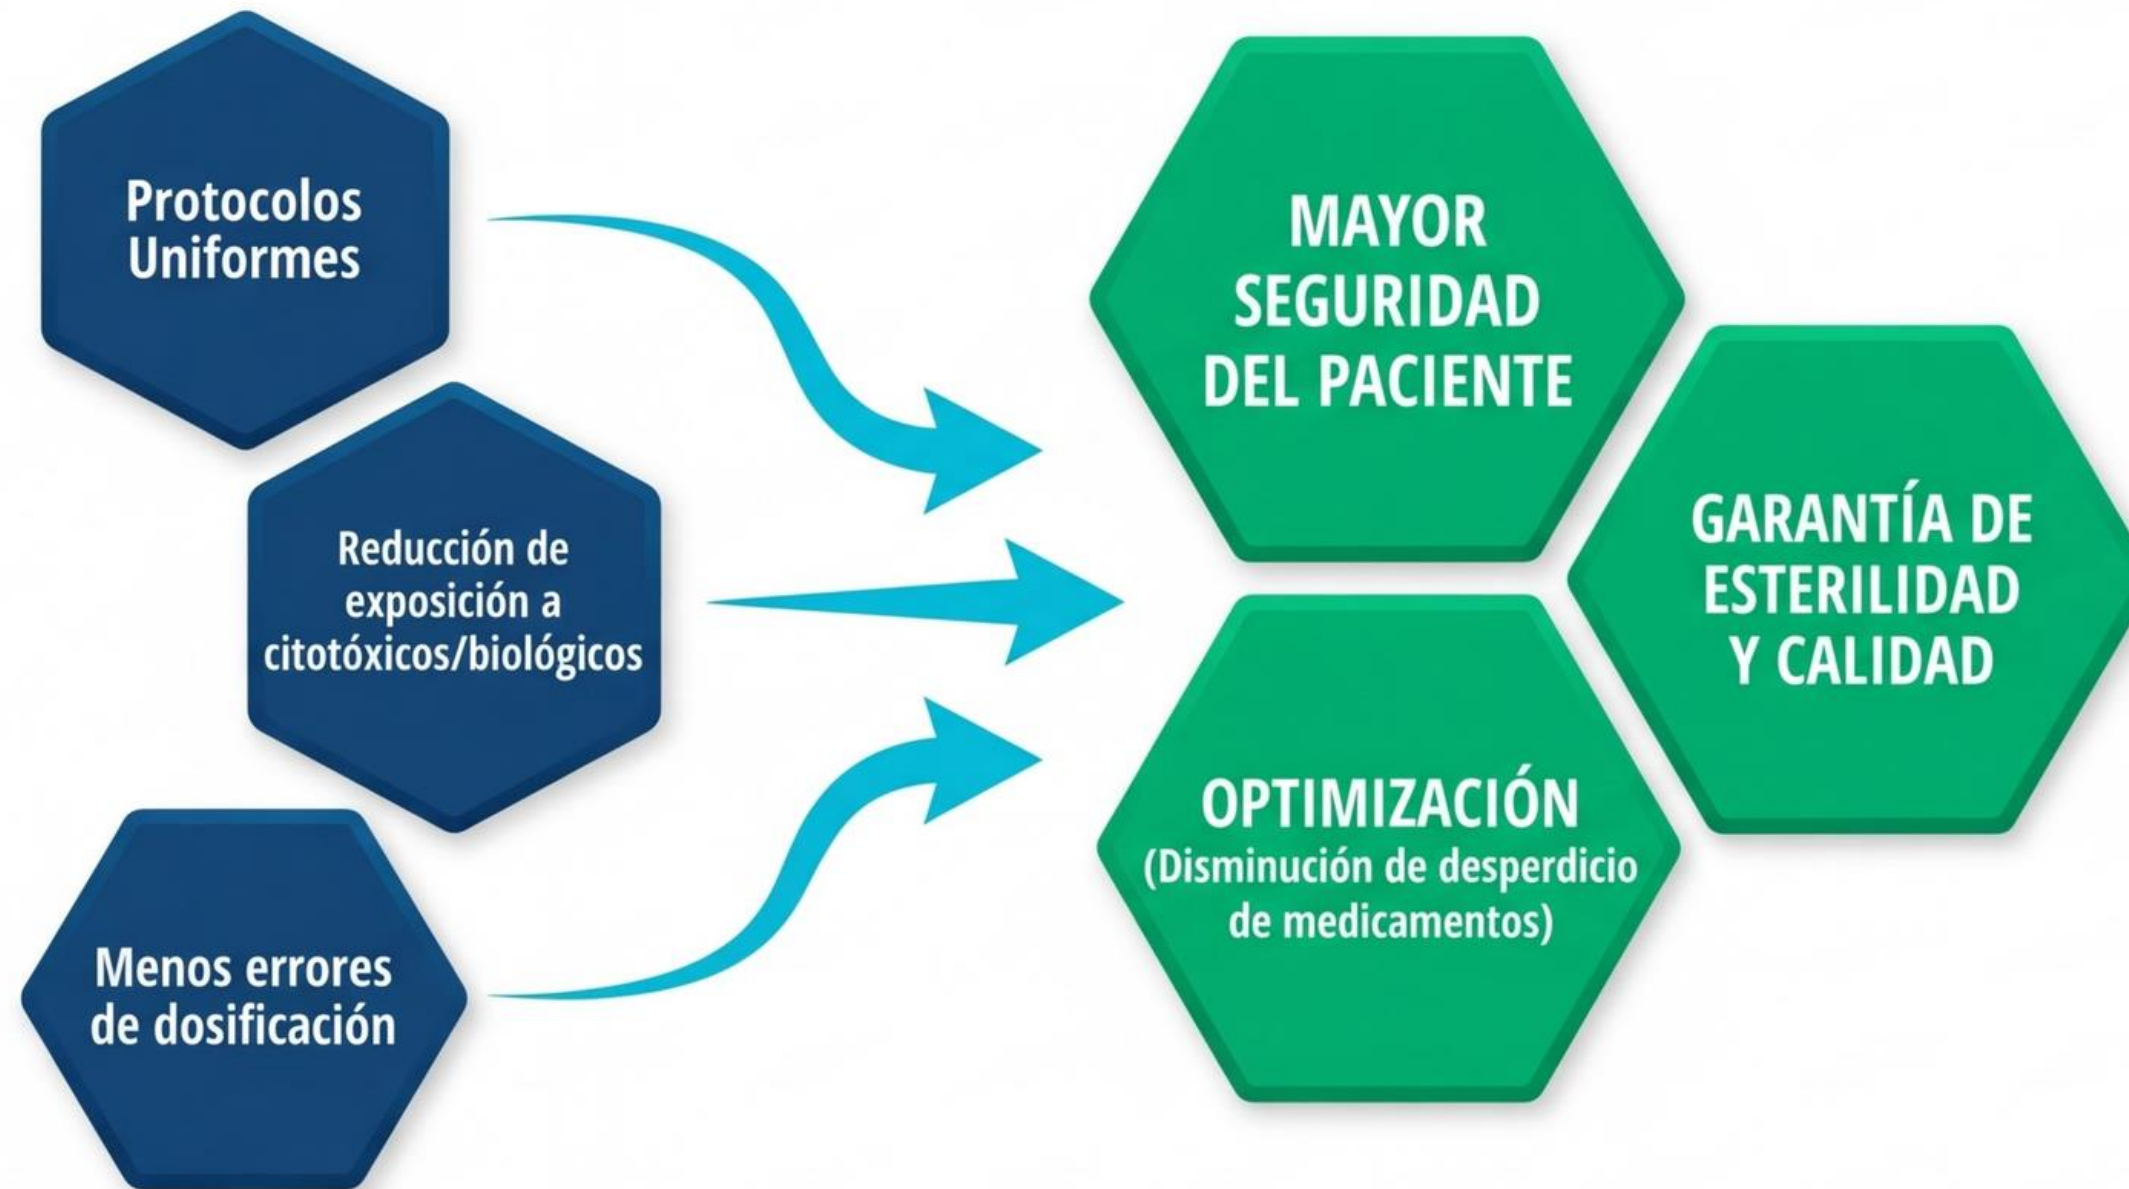 Protocolos
Uniformes
Reducción de
exposición a
citotóxicos/biológicos
Menos errores
de dosificación
MAYOR
SEGURIDAD
DEL PACIENTE
GARANTÍA DE
ESTERILIDAD
Y CALIDAD
OPTIMIZACIÓN
(Disminución de desperdicio
de medicamentos)